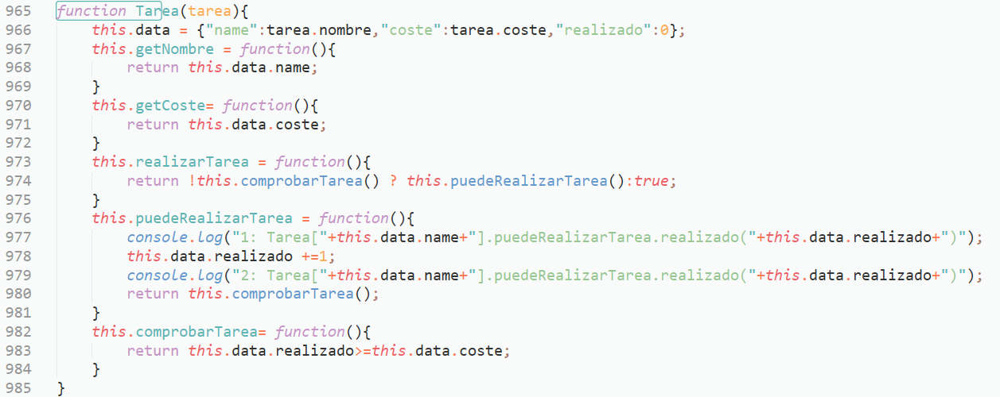 965 function Tarea(tarea){
966     this.data = {"name":tarea.nombre,"coste":tarea.coste,"realizado":0};
967     this.getNombre = function(){
968         return this.data.name;
969     }
970     this.getCoste= function(){
971         return this.data.coste;
972     }
973     this.realizarTarea = function(){
974         return !this.comprobarTarea() ? this.puedeRealizarTarea():true;
975     }
976     this.puedeRealizarTarea = function(){
977         console.log("1: Tarea["+this.data.name+"].puedeRealizarTarea.realizado("+this.data.realizado+")");
978         this.data.realizado +=1;
979         console.log("2: Tarea["+this.data.name+"].puedeRealizarTarea.realizado("+this.data.realizado+")");
980         return this.comprobarTarea();
981     }
982     this.comprobarTarea= function(){
983         return this.data.realizado>=this.data.coste;
984     }
985 }